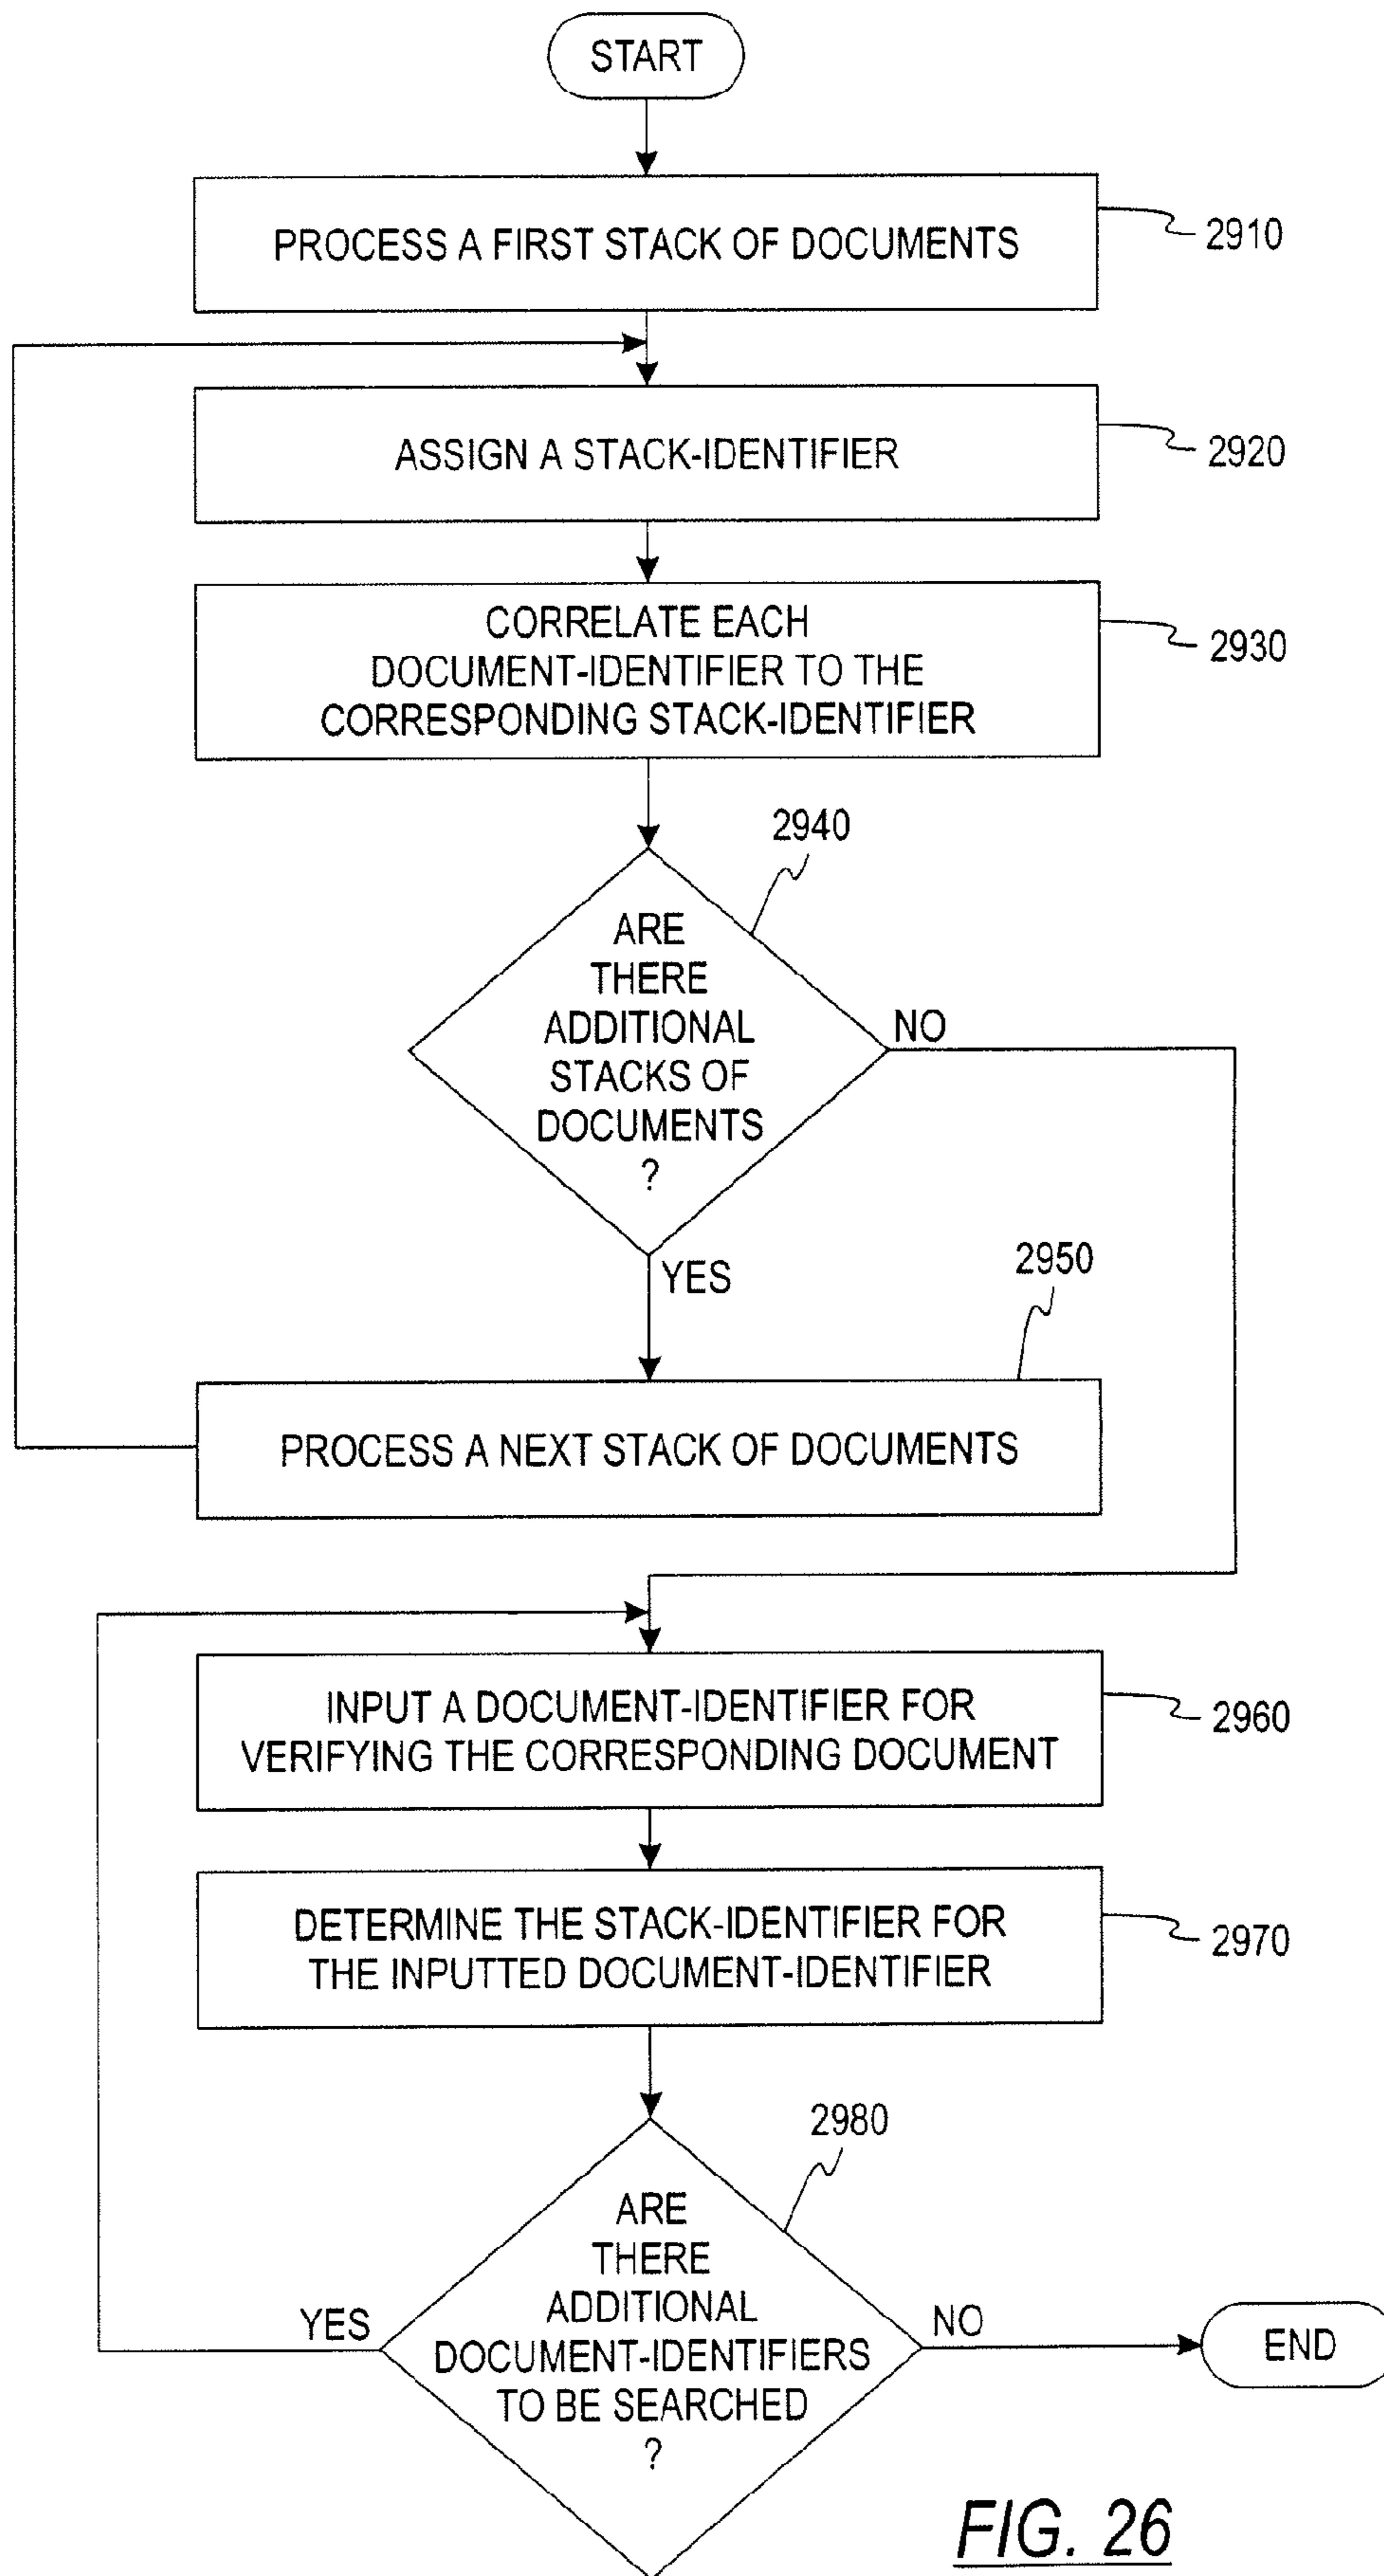 START
PROCESS A FIRST STACK OF DOCUMENTS
2910
ASSIGN A STACK-IDENTIFIER
2920
CORRELATE EACH
DOCUMENT-IDENTIFIER TO THE
CORRESPONDING STACK-IDENTIFIER
2930
2940
ARE
THERE
ADDITIONAL
STACKS OF
DOCUMENTS
?
NO
YES
2950
PROCESS A NEXT STACK OF DOCUMENTS
INPUT A DOCUMENT-IDENTIFIER FOR
VERIFYING THE CORRESPONDING DOCUMENT
2960
DETERMINE THE STACK-IDENTIFIER FOR
THE INPUTTED DOCUMENT-IDENTIFIER
2970
2980
ARE
THERE
ADDITIONAL
DOCUMENT-IDENTIFIERS
TO BE SEARCHED
?
YES
NO
END
FIG. 26